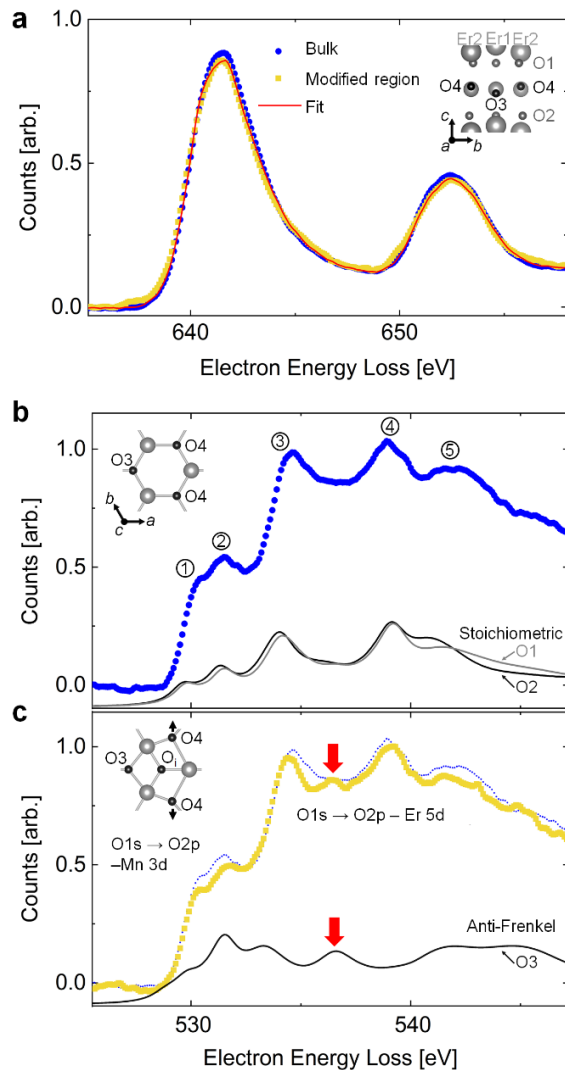 a
1.0
0.5
0.0
Counts [arb.]
Bulk
Modified region
Fit
Er2 Er1 Er2
O1
O4 O4
O3
O2
c
a b
640 650
Electron Energy Loss [eV]
b
1.0
0.5
0.0
Counts [arb.]
O4
O3
O4
b
c a
1 2 3 4 5
Stoichiometric
O1
O2
c
1.0
0.5
0.0
Counts [arb.]
O4
O3 Oi
O4
O1s → O2p
–Mn 3d
O1s → O2p – Er 5d
Anti-Frenkel
O3
530 540
Electron Energy Loss [eV]